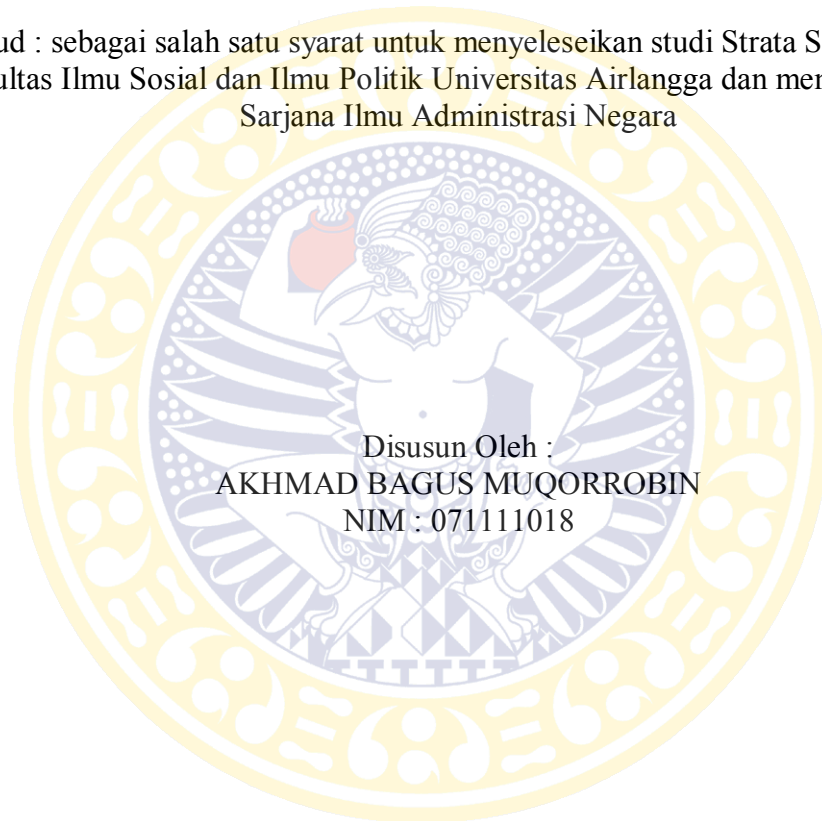 ud : sebagai salah satu syarat untuk menyeleseikan studi Strata S
ultas Ilmu Sosial dan Ilmu Politik Universitas Airlangga dan mer
Sarjana Ilmu Administrasi Negara
Disusun Oleh :
AKHMAD BAGUS MUQORROBIN
NIM : 071111018